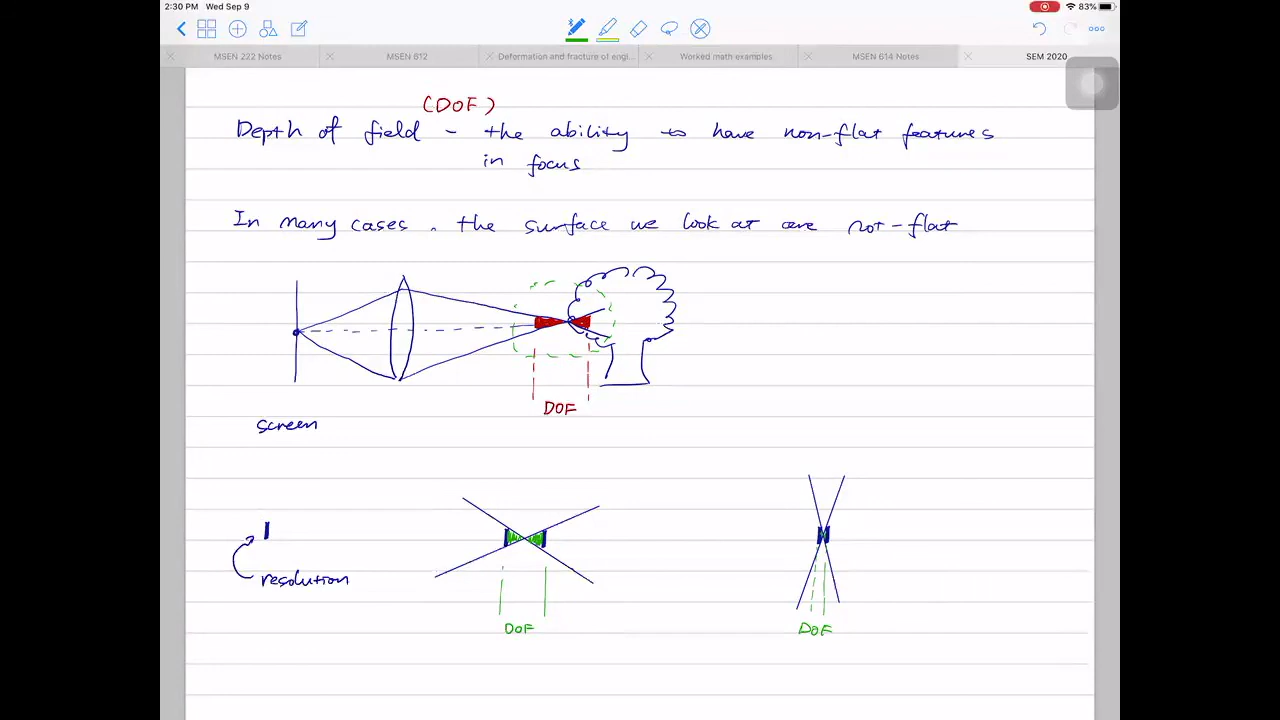 2:30 PM Wed Sep 9
83%
MSEN 222 Notes
MSEN 612
Deformation and fracture of engi...
Worked math examples
MSEN 614 Notes
SEM 2020
(DOF)
Depth of field - the ability to have non-flat features
in focus
In many cases, the surface we look at are not-flat
DOF
screen
resolution
DOF
DOF